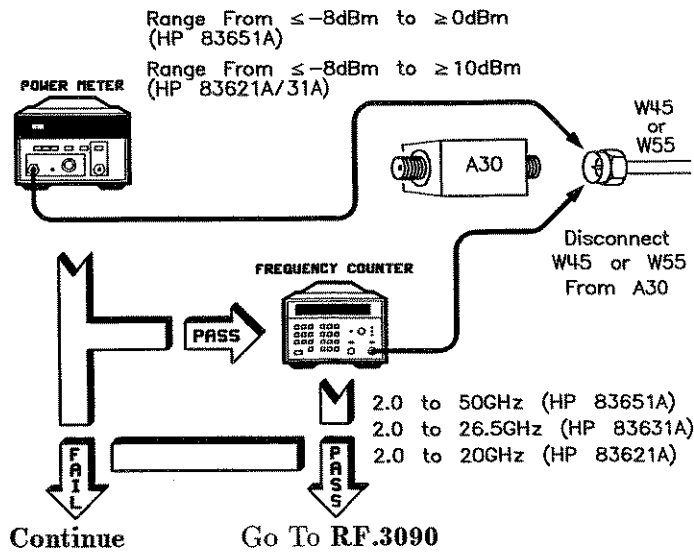 Range From ≤-8dBm to ≥0dBm
(HP 83651A)
Range From ≤-8dBm to ≥10dBm
(HP 83621A/31A)
POWER METER
W45
or
W55
A30
Disconnect
W45 or W55
From A30
FREQUENCY COUNTER
PASS
2.0 to 50GHz (HP 83651A)
2.0 to 26.5GHz (HP 83631A)
2.0 to 20GHz (HP 83621A)
FAIL
PASS
Continue
Go To RF.3090